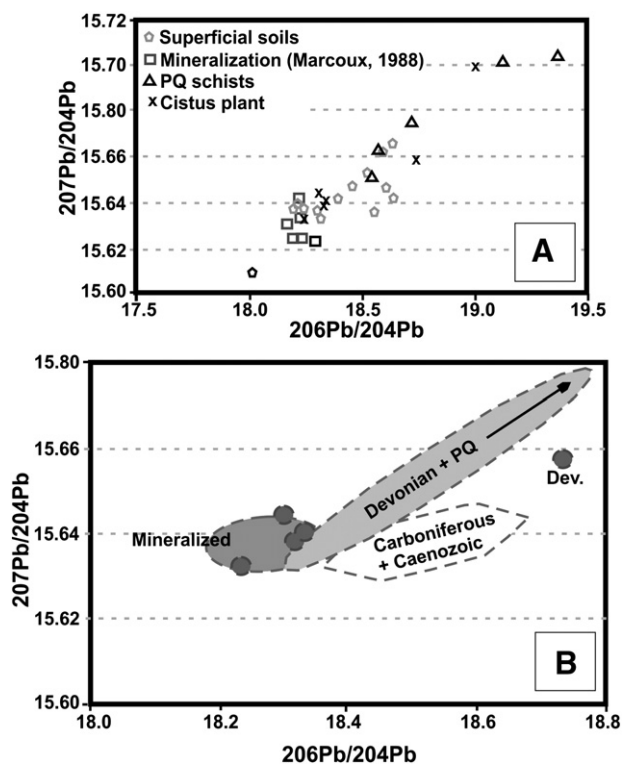 15.72
15.70
15.80
15.66
15.64
15.62
15.60
207Pb/204Pb
Superficial soils
Mineralization (Marcoux, 1988)
PQ schists
Cistus plant
A
17.5 18.0 18.5 19.0 19.5
206Pb/204Pb
15.80
15.66
15.64
15.62
15.60
207Pb/204Pb
Devonian + PQ
Dev.
Mineralized
Carboniferous
+ Caenozoic
B
18.0 18.2 18.4 18.6 18.8
206Pb/204Pb